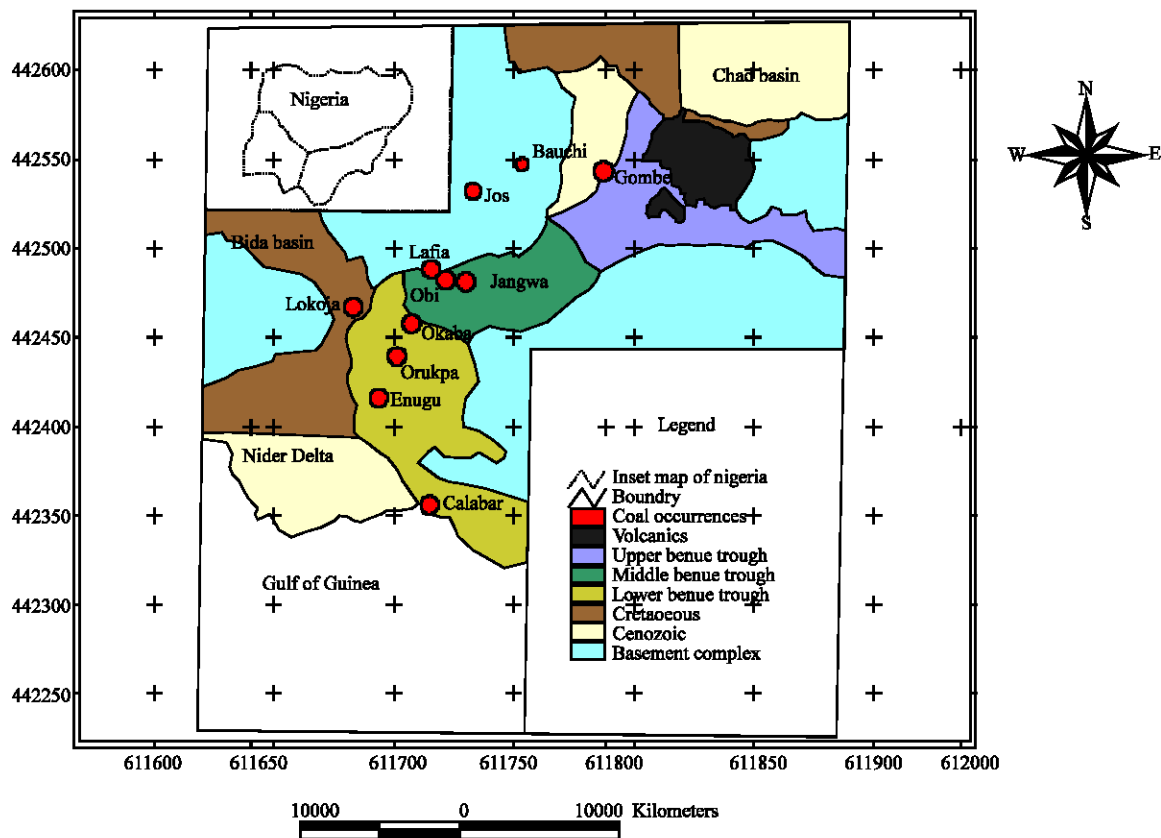 442600
442550
442500
442450
442400
442350
442300
442250
Nigeria
Chad basin
Bauchi
Gombe
Jos
Bida basin
Lafia
Obi
Jangwa
Lokoja
Okaba
Orukpa
Enugu
Nider Delta
Calabar
Gulf of Guinea
Legend
Inset map of nigeria
Boundry
Coal occurrences
Volcanics
Upper benue trough
Middle benue trough
Lower benue trough
Cretaoeous
Cenozoic
Basement complex
N
W
E
S
611600
611650
611700
611750
611800
611850
611900
612000
10000 0 10000 Kilometers